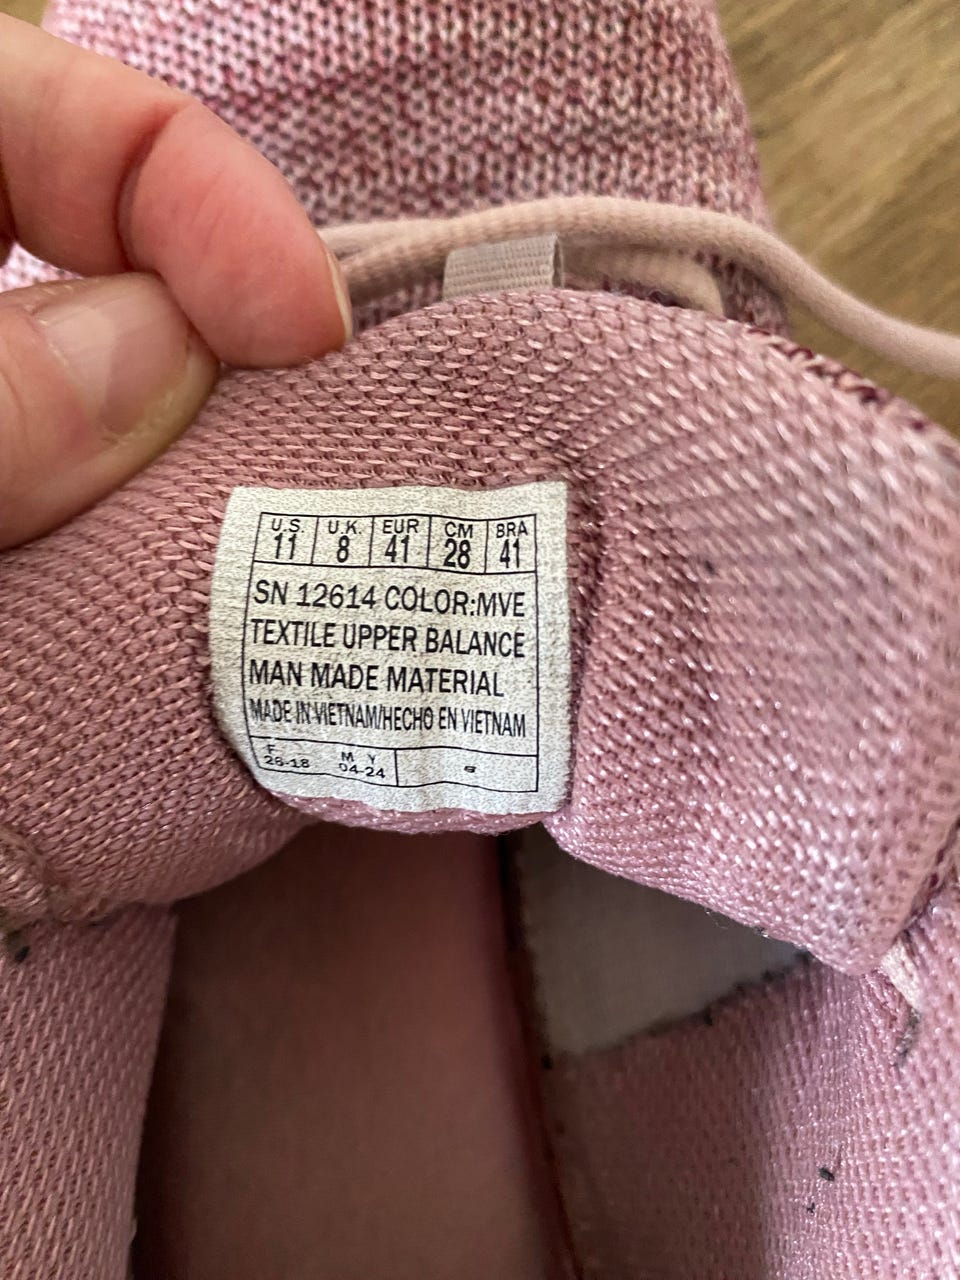 U.S. U.K. EUR CM BRA
11 8 41 28 41
SN 12614 COLOR:MVE
TEXTILE UPPER BALANCE
MAN MADE MATERIAL
MADE IN VIETNAM/HECHO EN VIETNAM
F M Y
26-18 04-24